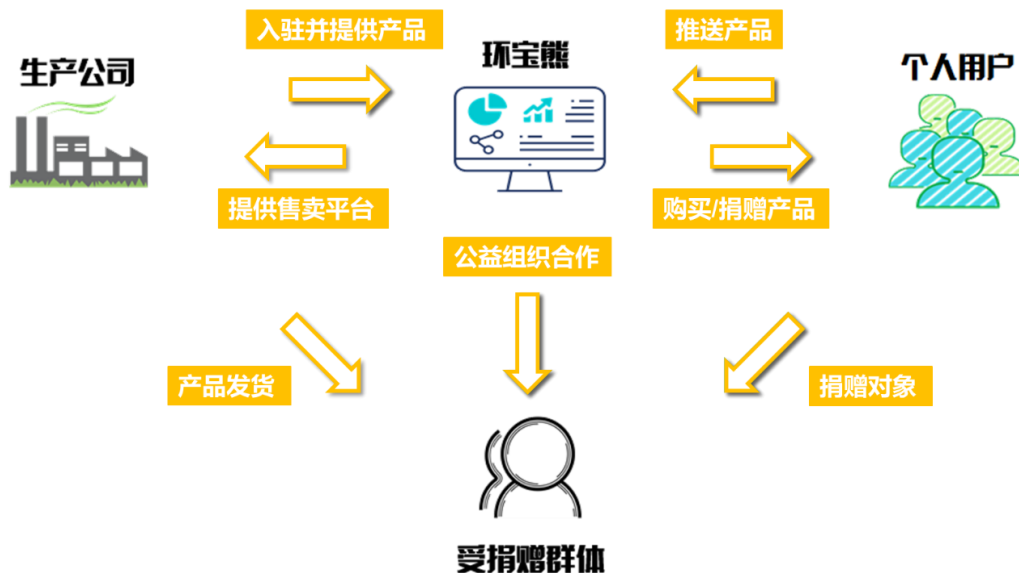 入驻并提供产品
推送产品
环宝熊
生产公司
个人用户
提供售卖平台
购买/捐赠产品
公益组织合作
产品发货
捐赠对象
受捐赠群体